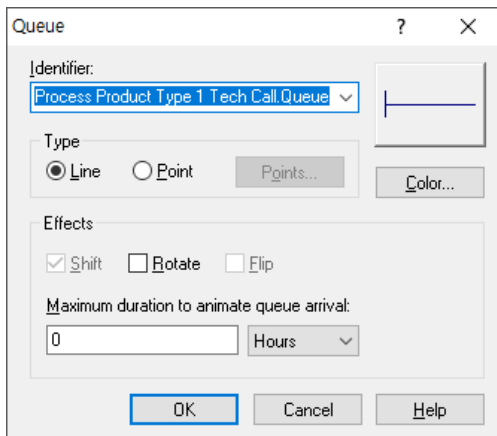 Queue
?
Identifier:
Process Product Type 1 Tech Call.Queue
Type
Line
Point
Points...
Color...
Effects
Shift
Rotate
Flip
Maximum duration to animate queue arrival:
0
Hours
OK
Cancel
Help